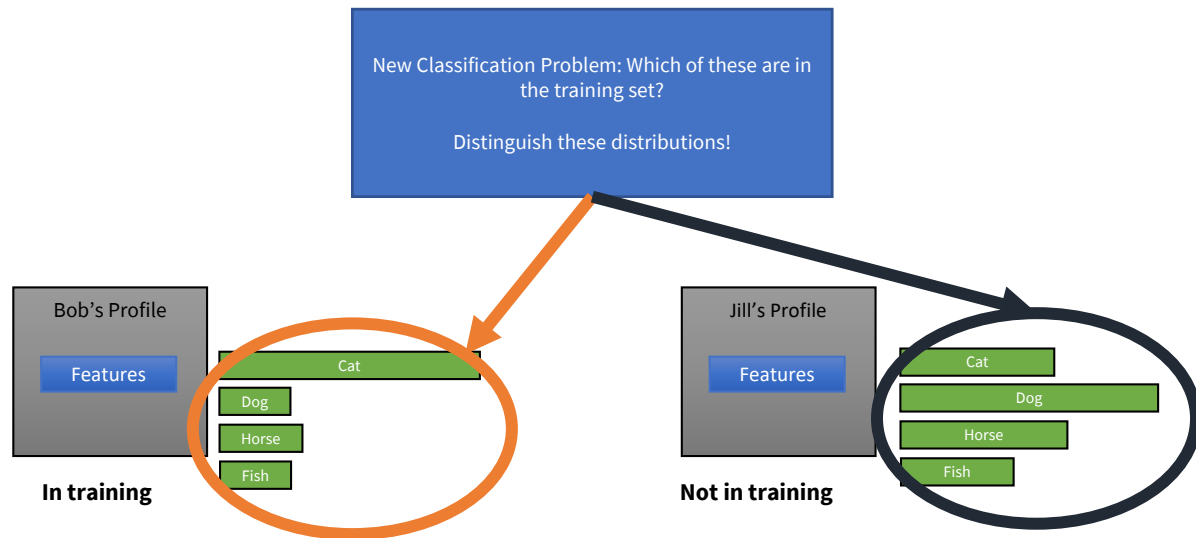 New Classification Problem: Which of these are in
the training set?
Distinguish these distributions!
Bob’s Profile
Features
Cat
Dog
Horse
Fish
In training
Jill’s Profile
Features
Cat
Dog
Horse
Fish
Not in training